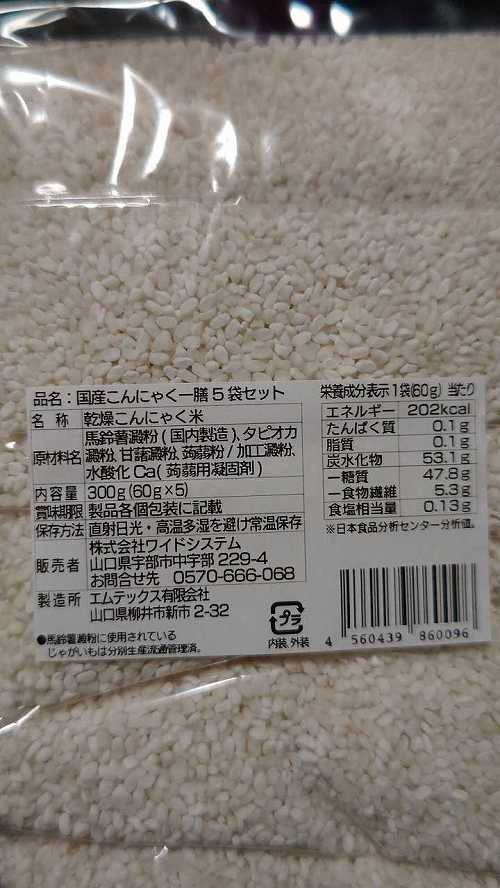 品名：国産こんにゃく一膳5袋セット
名称 乾燥こんにゃく米
原材料名 馬鈴薯澱粉（国内製造）、タピオカ
澱粉、甘藷澱粉、蒟蒻粉/加工澱粉、
水酸化Ca（蒟蒻用凝固剤）
内容量 300g(60g×5)
賞味期限 製品各個包装に記載
保存方法 直射日光・高温多湿を避け常温保存
販売者 株式会社ワイドシステム
山口県宇部市中宇部229-4
お問合せ先 0570-666-068
製造所 エムテックス有限会社
山口県柳井市新市2-32
●馬鈴薯澱粉に使用されている
じゃがいもは分別生産流通管理済。
栄養成分表示1袋(60g)当たり
エネルギー 202kcal
たんぱく質 0.1g
脂質 0.1g
炭水化物 53.1g
－糖質 47.8g
－食物繊維 5.3g
食塩相当量 0.13g
※日本食品分析センター分析値。
プラ
内装、外装
4 560439 860096